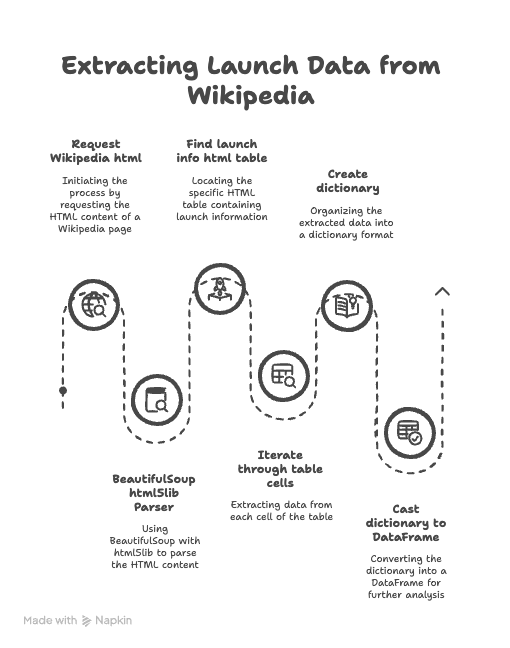 Extracting Launch Data from
Wikipedia
Request
Wikipedia html
Initiating the
process by
requesting the
HTML content of a
Wikipedia page
Find launch
info html table
Locating the
specific HTML
table containing
launch information
Create
dictionary
Organizing the
extracted data into
a dictionary format
BeautifulSoup
html5lib
Parser
Using
BeautifulSoup with
html5lib to parse
the HTML content
Iterate
through table
cells
Extracting data from
each cell of the table
Cast
dictionary to
DataFrame
Converting the
dictionary into a
DataFrame for
further analysis
Made with Napkin